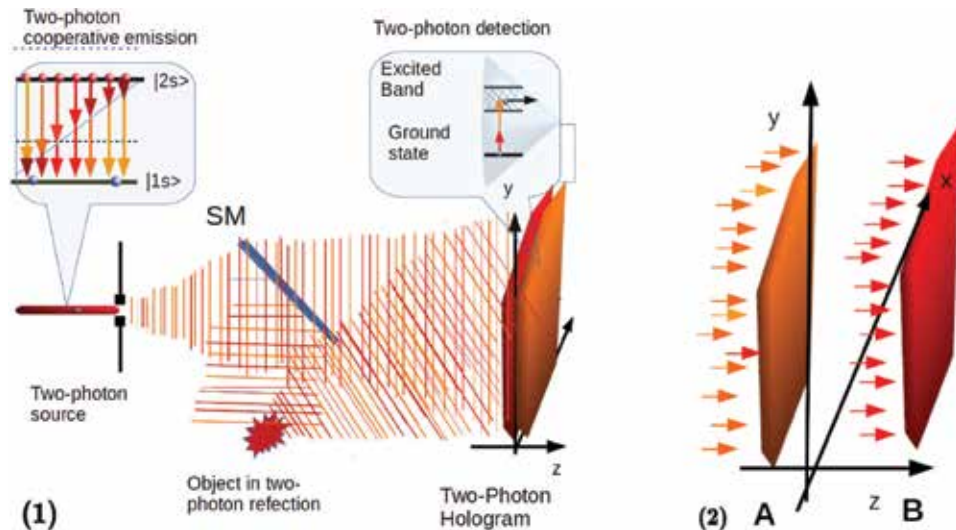 Two-photon
cooperative emission
|2s>
|1s>
Two-photon detection
Excited
Band
Ground
state
y
SM
Two-photon
source
Object in two-
photon refection
z
Two-Photon
Hologram
(1)
y
x
z
(2)
A
B